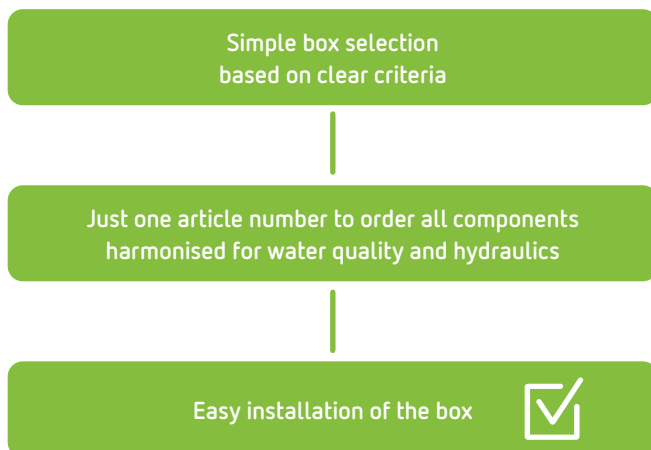 Simple box selection
based on clear criteria
Just one article number to order all components
harmonised for water quality and hydraulics
Easy installation of the box